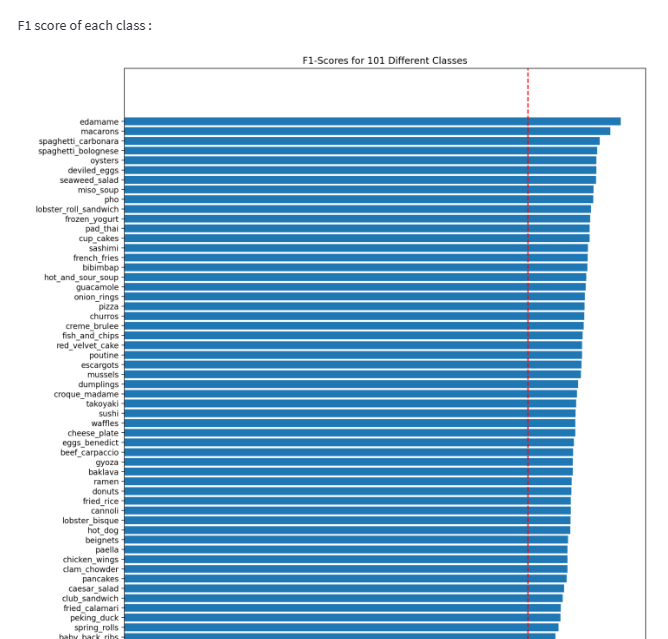 F1 score of each class :
F1-Scores for 101 Different Classes
edamame
macarons
spaghetti_carbonara
spaghetti_bolognese
oysters
deviled_eggs
seaweed_salad
miso_soup
pho
lobster_roll_sandwich
frozen_yogurt
pad_thai
cup_cakes
sashimi
french_fries
bibimbap
hot_and_sour_soup
guacamole
onion_rings
pizza
churros
creme_brulee
fish_and_chips
red_velvet_cake
poutine
escargots
mussels
dumplings
croque_madame
takoyaki
sushi
waffles
cheese_plate
eggs_benedict
beef_carpaccio
gyoza
baklava
ramen
donuts
fried_rice
cannoli
lobster_bisque
hot_dog
beignets
paella
chicken_wings
clam_chowder
pancakes
caesar_salad
club_sandwich
fried_calamari
peking_duck
spring_rolls
baby_back_ribs